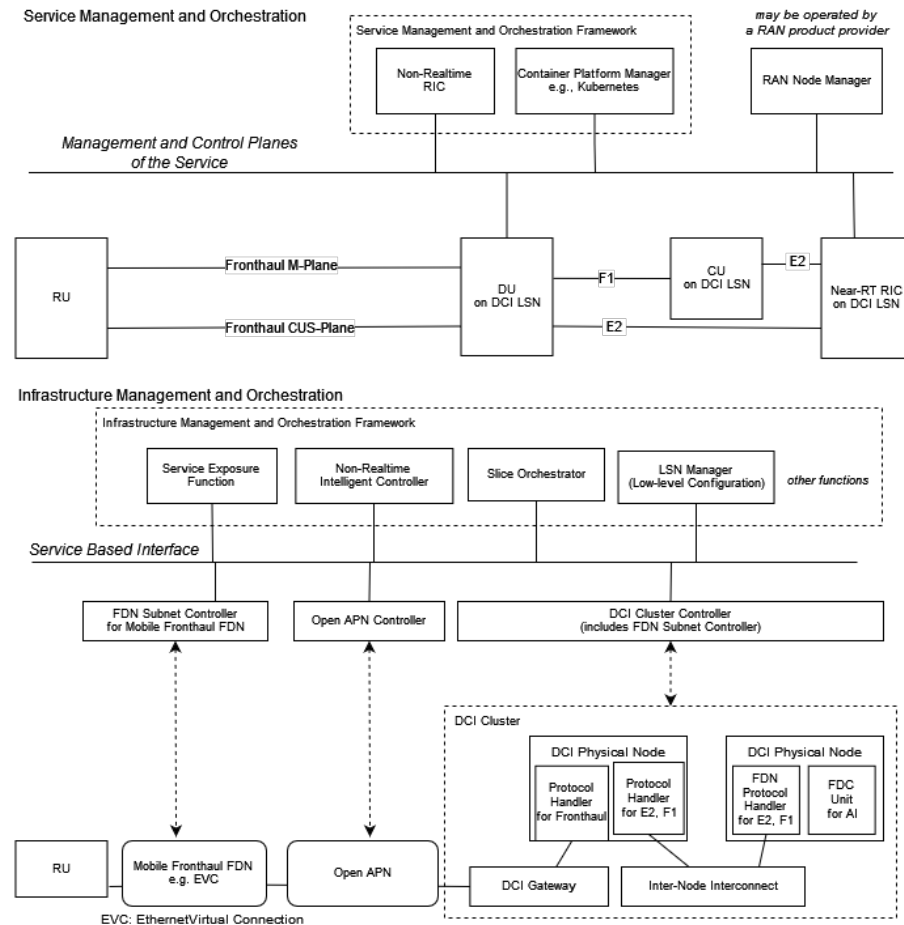 Service Management and Orchestration
may be operated by
a RAN product provider
Service Management and Orchestration Framework
Non-Realtime
RIC
Container Platform Manager
e.g., Kubernetes
RAN Node Manager
Management and Control Planes
of the Service
RU
Fronthaul M-Plane
Fronthaul CUS-Plane
DU
on DCI LSN
F1
E2
CU
on DCI LSN
E2
Near-RT RIC
on DCI LSN
Infrastructure Management and Orchestration
Infrastructure Management and Orchestration Framework
Service Exposure
Function
Non-Realtime
Intelligent Controller
Slice Orchestrator
LSN Manager
(Low-level Configuration)
other functions
Service Based Interface
FDN Subnet Controller
for Mobile Fronthaul FDN
Open APN Controller
DCI Cluster Controller
(includes FDN Subnet Controller)
DCI Cluster
DCI Physical Node
Protocol
Handler
for Fronthaul
Protocol
Handler
for E2, F1
DCI Physical Node
FDN
Protocol
Handler
for E2, F1
FDC
Unit
for AI
RU
Mobile Fronthaul FDN
e.g. EVC
Open APN
DCI Gateway
Inter-Node Interconnect
EVC: EthernetVirtual Connection